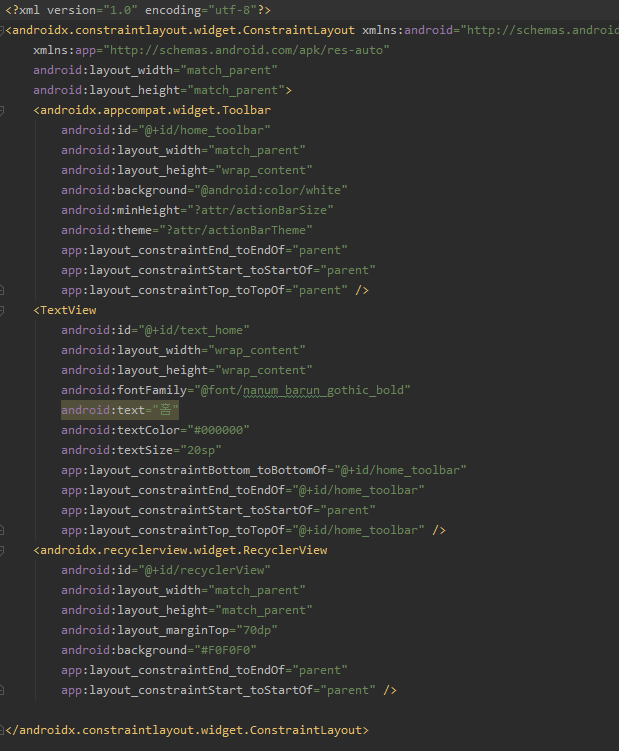 <?xml version="1.0" encoding="utf-8"?>
<androidx.constraintlayout.widget.ConstraintLayout xmlns:android="http://schemas.android
xmlns:app="http://schemas.android.com/apk/res-auto"
android:layout_width="match_parent"
android:layout_height="match_parent">
<androidx.appcompat.widget.Toolbar
android:id="@+id/home_toolbar"
android:layout_width="match_parent"
android:layout_height="wrap_content"
android:background="@android:color/white"
android:minHeight="?attr/actionBarSize"
android:theme="?attr/actionBarTheme"
app:layout_constraintEnd_toEndOf="parent"
app:layout_constraintStart_toStartOf="parent"
app:layout_constraintTop_toTopOf="parent" />
<TextView
android:id="@+id/text_home"
android:layout_width="wrap_content"
android:layout_height="wrap_content"
android:fontFamily="@font/nanum_barun_gothic_bold"
android:text="홈"
android:textColor="#000000"
android:textSize="20sp"
app:layout_constraintBottom_toBottomOf="@+id/home_toolbar"
app:layout_constraintEnd_toEndOf="@+id/home_toolbar"
app:layout_constraintStart_toStartOf="parent"
app:layout_constraintTop_toTopOf="@+id/home_toolbar" />
<androidx.recyclerview.widget.RecyclerView
android:id="@+id/recyclerView"
android:layout_width="match_parent"
android:layout_height="match_parent"
android:layout_marginTop="70dp"
android:background="#F0F0F0"
app:layout_constraintEnd_toEndOf="parent"
app:layout_constraintStart_toStartOf="parent" />
</androidx.constraintlayout.widget.ConstraintLayout>